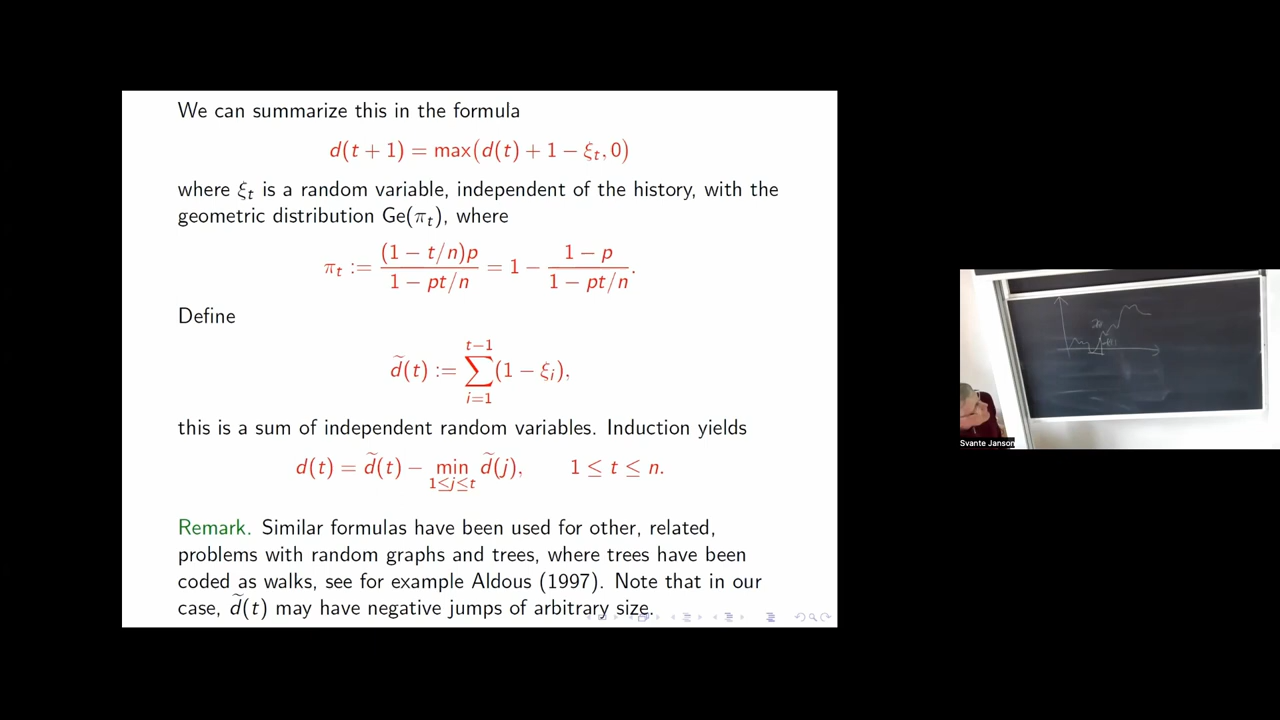 We can summarize this in the formula
d(t + 1) = max(d(t) + 1 − ξ_t, 0)
where ξ_t is a random variable, independent of the history, with the
geometric distribution Ge(π_t), where
π_t := (1 − t/n)p / (1 − pt/n) = 1 − (1 − p) / (1 − pt/n).
Define
d̃(t) := ∑_{i=1}^{t−1} (1 − ξ_i),
this is a sum of independent random variables. Induction yields
d(t) = d̃(t) − min_{1≤j≤t} d̃(j), 1 ≤ t ≤ n.
Remark. Similar formulas have been used for other, related,
problems with random graphs and trees, where trees have been
coded as walks, see for example Aldous (1997). Note that in our
case, d̃(t) may have negative jumps of arbitrary size.
Svante Janson